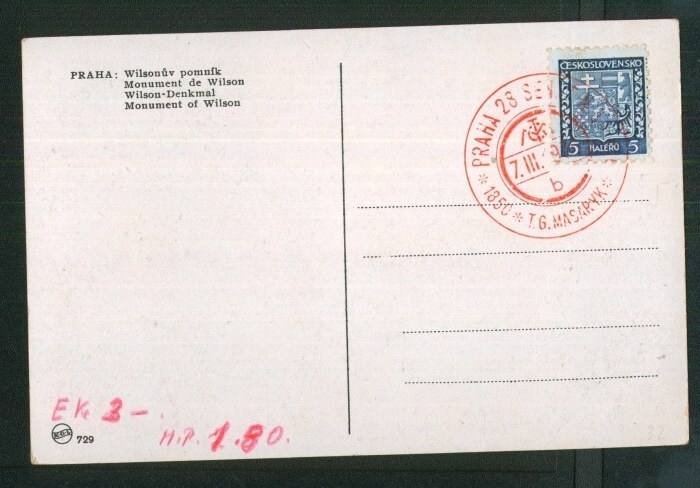 PRAHA: Wilsonův pomník
Monument de Wilson
Wilson-Denkmal
Monument of Wilson
ČESKOSLOVENSKO
5 HALÉŘŮ 5
PRAHA 28
7.III.
b
* 1850 * T.G. MASARYK *
EK. 3 –.
H.P. 1.80.
729